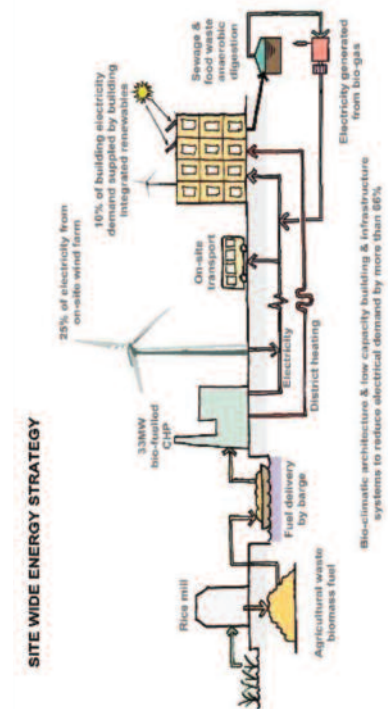 SITE WIDE ENERGY STRATEGY
Rice mill
Agricultural waste
biomass fuel
Fuel delivery
by barge
33MW
bio-fuelled
CHP
25% of electricity from
on-site wind farm
Electricity
District heating
On-site
transport
10% of building electricity
demand suppled by building
integrated renewables
Sewage &
food waste
anaerobic
digestion
Electricity generated
from bio-gas
Bio-climatic architecture & low capacity building & infrastructure
systems to reduce electrical demand by more than 66%